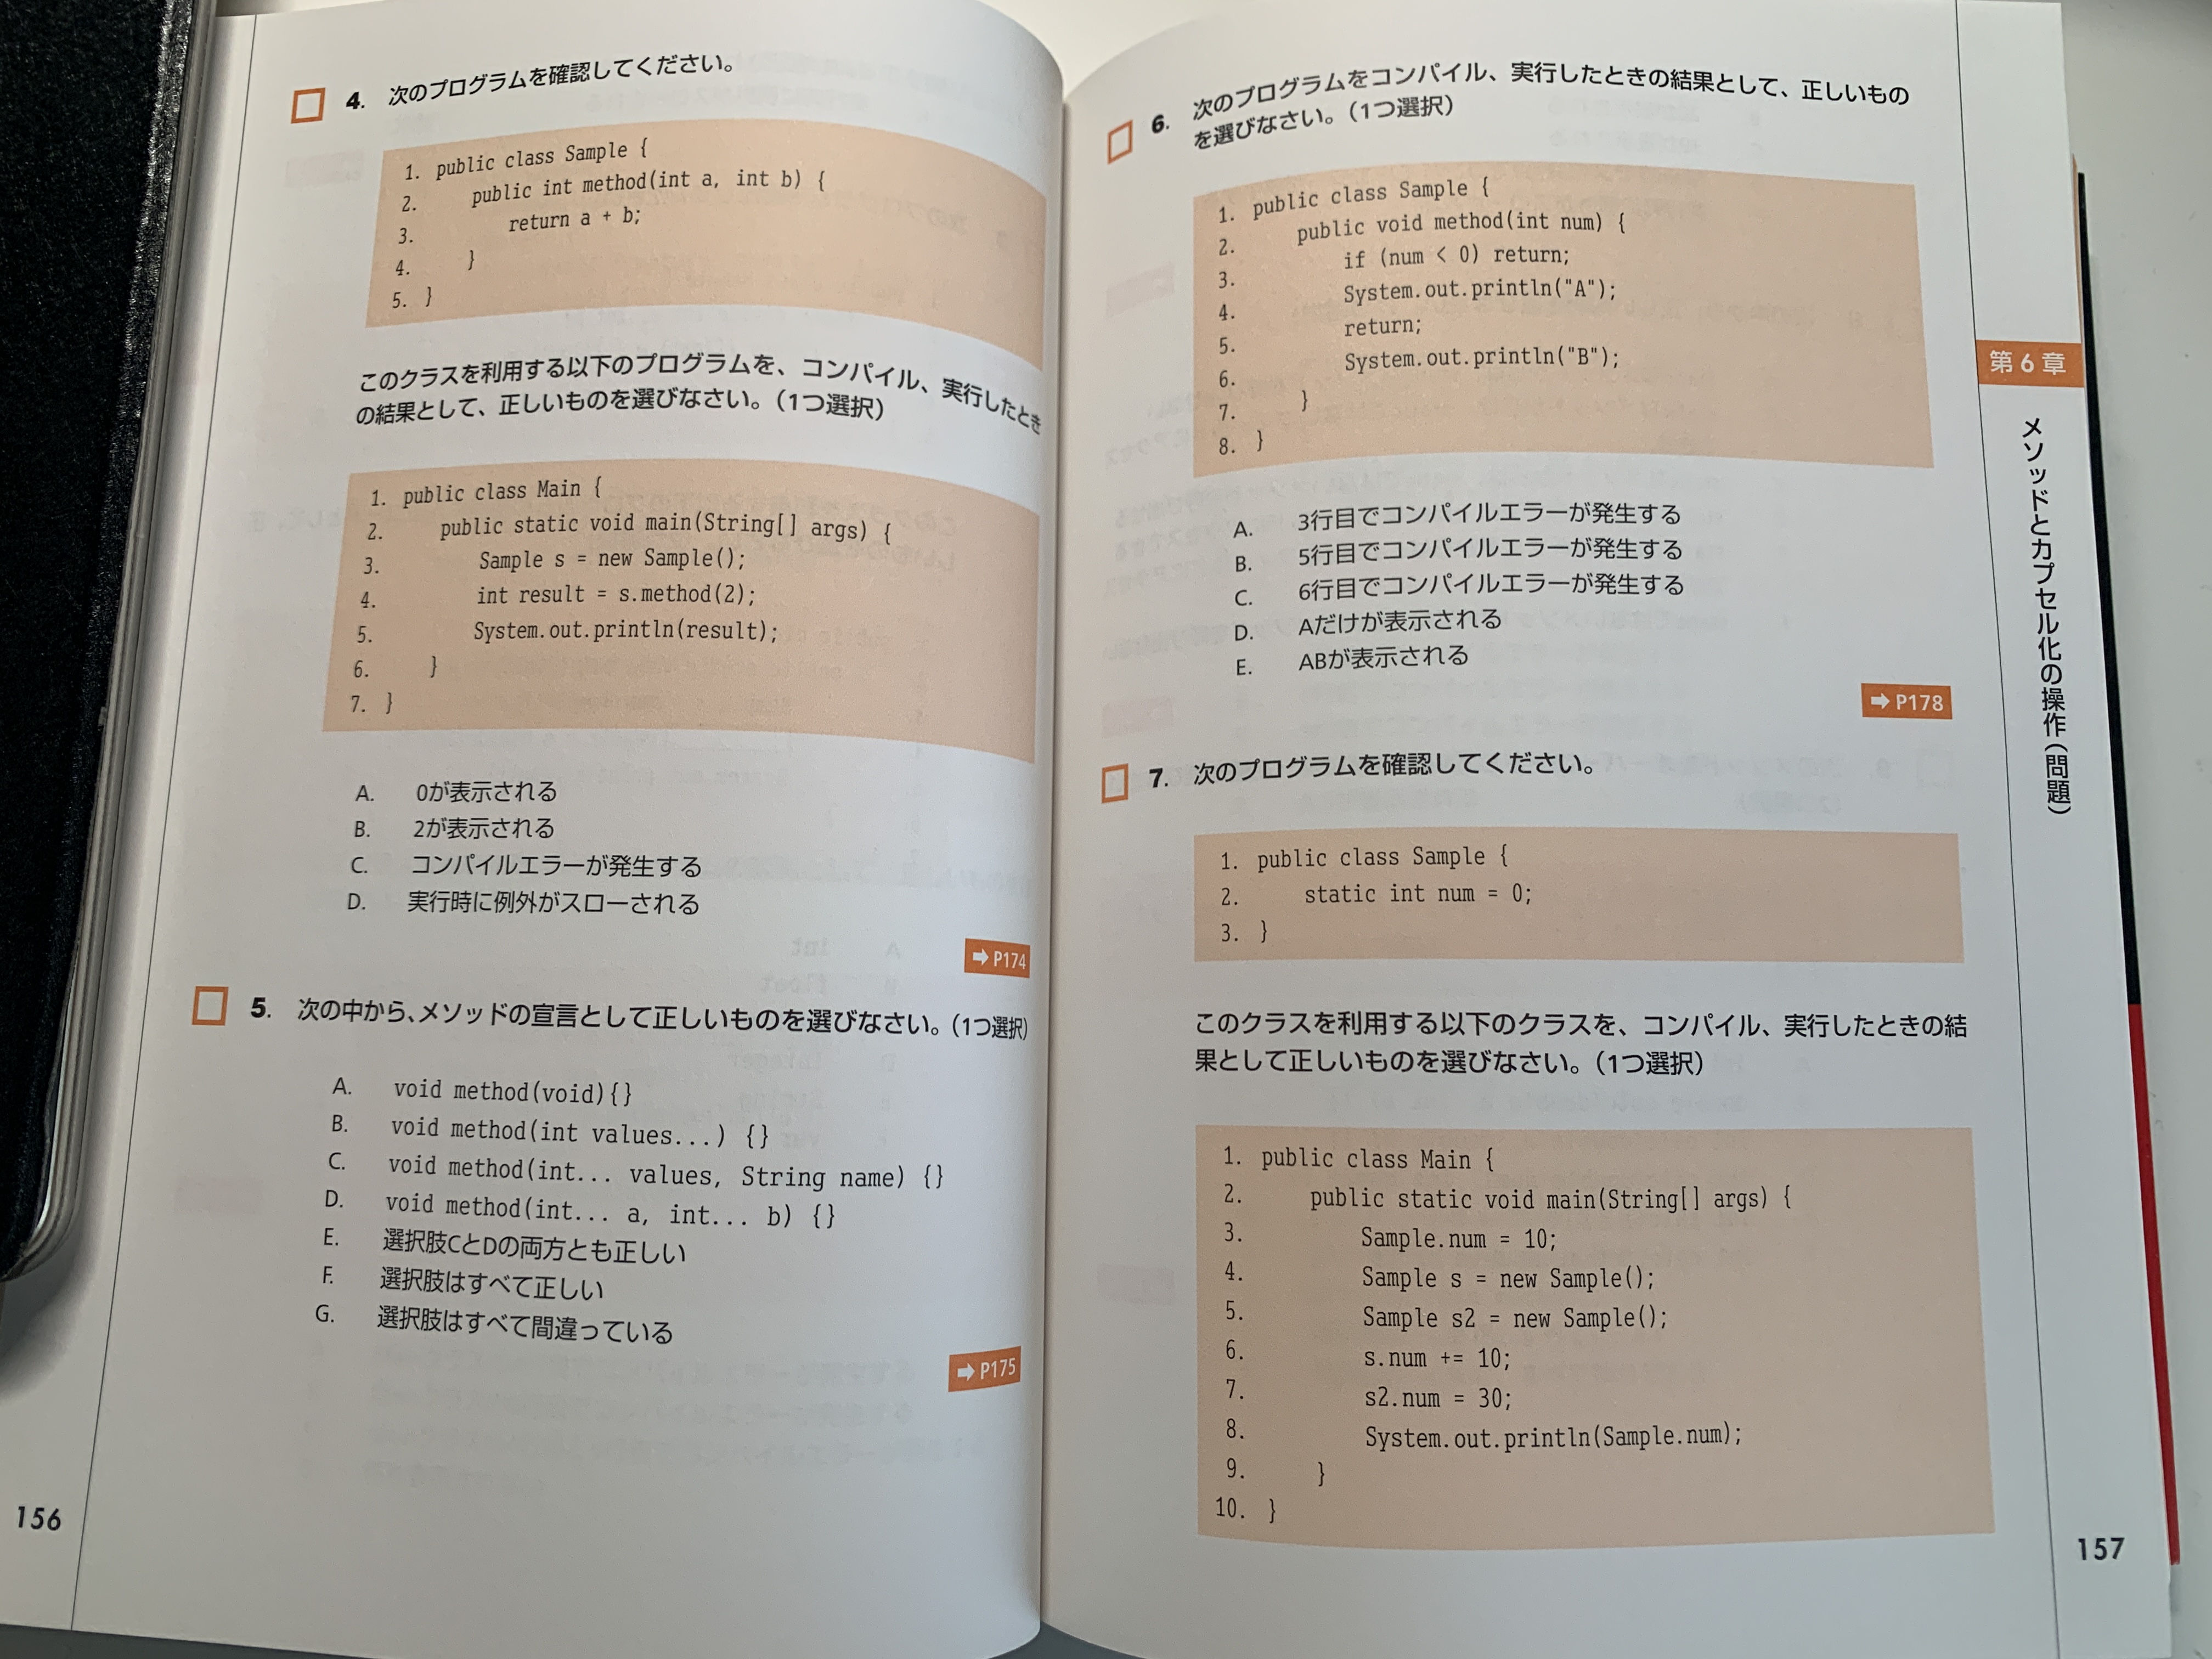 4. 次のプログラムを確認してください。
1. public class Sample {
2. public int method(int a, int b) {
3. return a + b;
4. }
5. }
このクラスを利用する以下のプログラムを、コンパイル、実行したとき
の結果として、正しいものを選びなさい。（1つ選択）
1. public class Main {
2. public static void main(String[] args) {
3. Sample s = new Sample();
4. int result = s.method(2);
5. System.out.println(result);
6. }
7. }
A. 0が表示される
B. 2が表示される
C. コンパイルエラーが発生する
D. 実行時に例外がスローされる
➡ P174
5. 次の中から、メソッドの宣言として正しいものを選びなさい。（1つ選択）
A. void method(void){}
B. void method(int values...) {}
C. void method(int... values, String name) {}
D. void method(int... a, int... b) {}
E. 選択肢CとDの両方とも正しい
F. 選択肢はすべて正しい
G. 選択肢はすべて間違っている
➡ P175
156
6. 次のプログラムをコンパイル、実行したときの結果として、正しいもの
を選びなさい。（1つ選択）
1. public class Sample {
2. public void method(int num) {
3. if (num < 0) return;
4. System.out.println("A");
5. return;
6. System.out.println("B");
7. }
8. }
A. 3行目でコンパイルエラーが発生する
B. 5行目でコンパイルエラーが発生する
C. 6行目でコンパイルエラーが発生する
D. Aだけが表示される
E. ABが表示される
➡ P178
7. 次のプログラムを確認してください。
1. public class Sample {
2. static int num = 0;
3. }
このクラスを利用する以下のクラスを、コンパイル、実行したときの結
果として正しいものを選びなさい。（1つ選択）
1. public class Main {
2. public static void main(String[] args) {
3. Sample.num = 10;
4. Sample s = new Sample();
5. Sample s2 = new Sample();
6. s.num += 10;
7. s2.num = 30;
8. System.out.println(Sample.num);
9. }
10. }
第6章
メソッドとカプセル化の操作（問題）
157